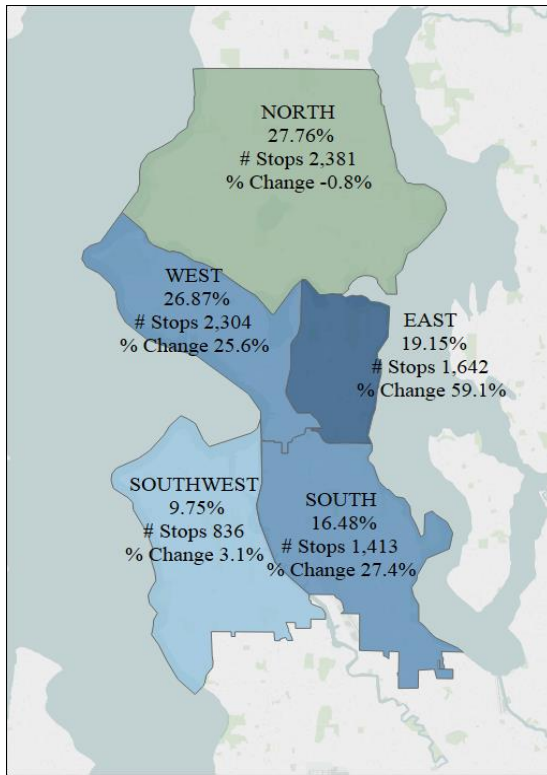 NORTH
27.76%
# Stops 2,381
% Change -0.8%
WEST
26.87%
# Stops 2,304
% Change 25.6%
EAST
19.15%
# Stops 1,642
% Change 59.1%
SOUTHWEST
9.75%
# Stops 836
% Change 3.1%
SOUTH
16.48%
# Stops 1,413
% Change 27.4%